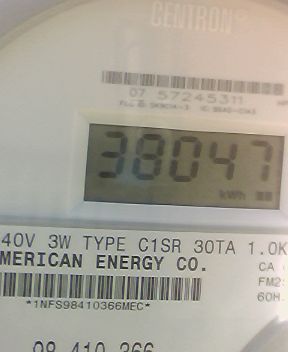 CENTRON®
07 57245311
38047
kWh
40V 3W TYPE C1SR 30TA 1.0K
MERICAN ENERGY CO.
CA
FM2
60H
*1NFS98410366MEC*
98 410 366